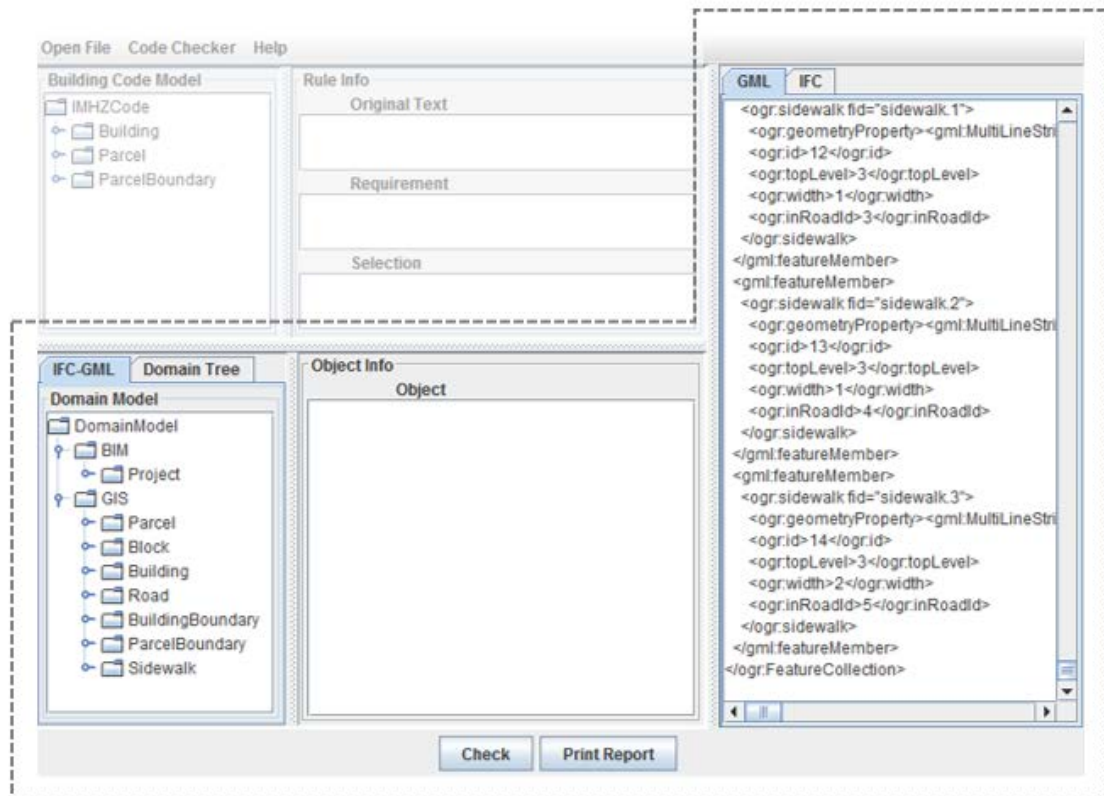 Open File Code Checker Help
Building Code Model
IMHZCode
Building
Parcel
ParcelBoundary
Rule Info
Original Text
Requirement
Selection
IFC-GML Domain Tree
Domain Model
DomainModel
BIM
Project
GIS
Parcel
Block
Building
Road
BuildingBoundary
ParcelBoundary
Sidewalk
Object Info
Object
GML IFC
<ogr:sidewalk fid="sidewalk.1">
<ogr:geometryProperty><gml:MultiLineStri
<ogr:id>12</ogr:id>
<ogr:topLevel>3</ogr:topLevel>
<ogr:width>1</ogr:width>
<ogr:inRoadId>3</ogr:inRoadId>
</ogr:sidewalk>
</gml:featureMember>
<gml:featureMember>
<ogr:sidewalk fid="sidewalk.2">
<ogr:geometryProperty><gml:MultiLineStri
<ogr:id>13</ogr:id>
<ogr:topLevel>3</ogr:topLevel>
<ogr:width>1</ogr:width>
<ogr:inRoadId>4</ogr:inRoadId>
</ogr:sidewalk>
</gml:featureMember>
<gml:featureMember>
<ogr:sidewalk fid="sidewalk.3">
<ogr:geometryProperty><gml:MultiLineStri
<ogr:id>14</ogr:id>
<ogr:topLevel>3</ogr:topLevel>
<ogr:width>2</ogr:width>
<ogr:inRoadId>5</ogr:inRoadId>
</ogr:sidewalk>
</gml:featureMember>
</ogr:FeatureCollection>
Check Print Report